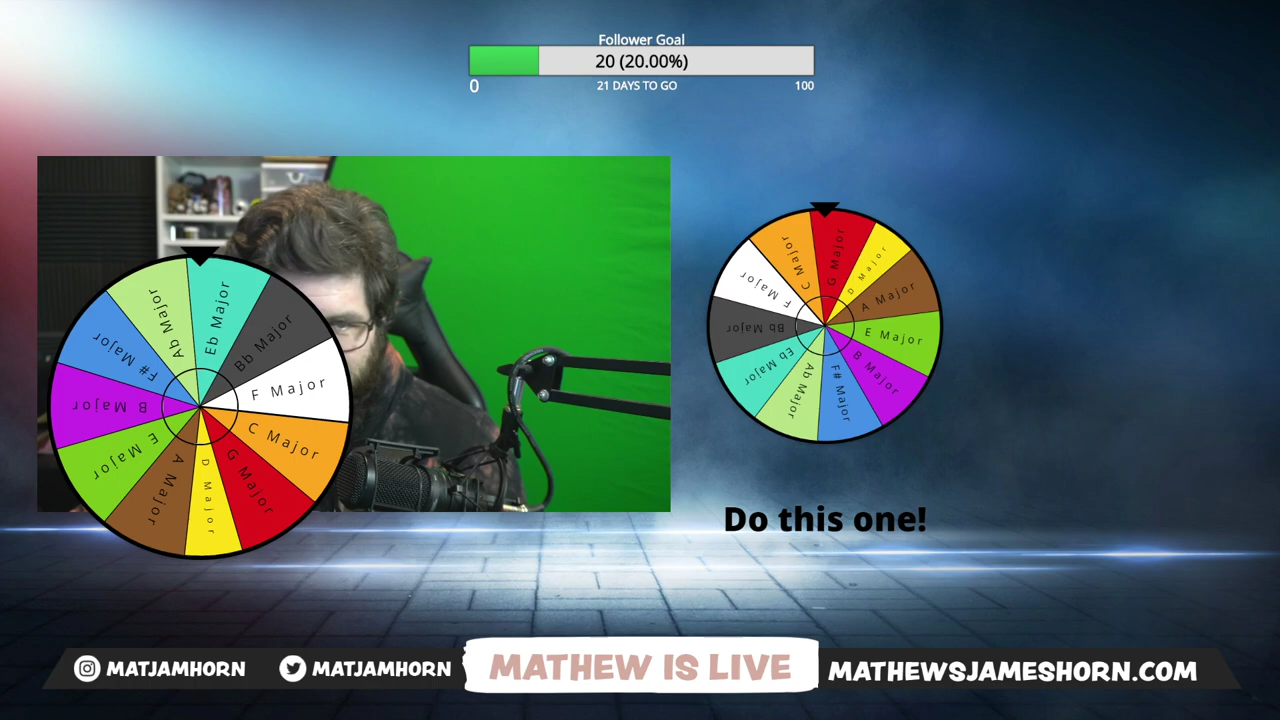 Follower Goal
20 (20.00%)
0
21 DAYS TO GO
100
Eb Major
Bb Major
F Major
C Major
G Major
D Major
A Major
E Major
B Major
F# Major
Ab Major
G Major
D Major
A Major
E Major
B Major
F# Major
Ab Major
Eb Major
Bb Major
F Major
C Major
Do this one!
MATJAMHORN
MATJAMHORN
MATHEW IS LIVE
MATHEWSJAMESHORN.COM